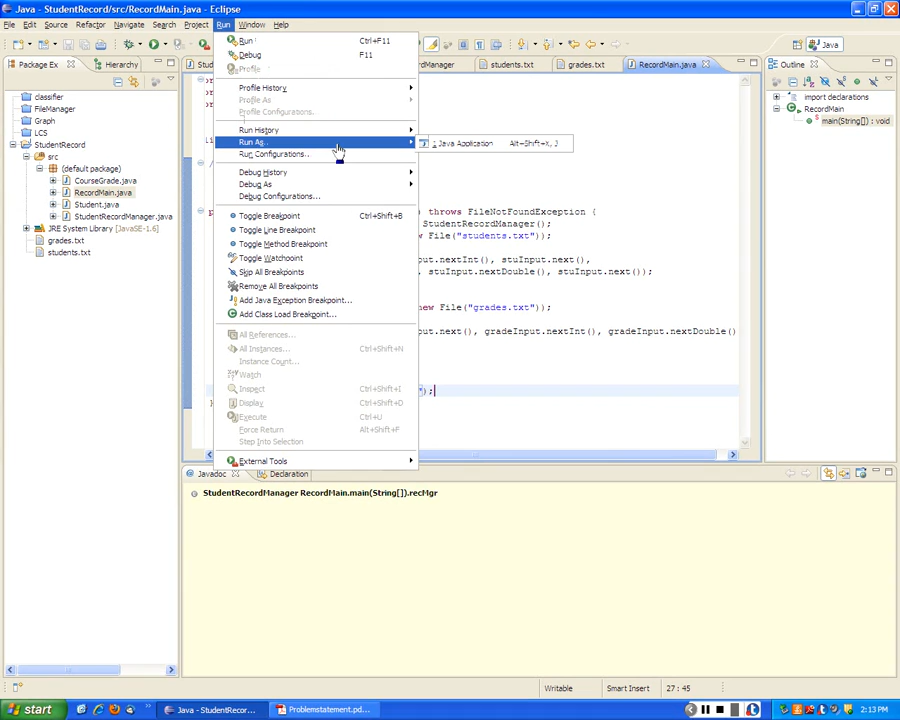 Java - StudentRecord/src/RecordMain.java - Eclipse
File Edit Source Refactor Navigate Search Project Run Window Help
Java
Package Ex Hierarchy
classifier
FileManager
Graph
LCS
StudentRecord
src
(default package)
CourseGrade.java
RecordMain.java
Student.java
StudentRecordManager.java
JRE System Library [JavaSE-1.6]
grades.txt
students.txt
Run Ctrl+F11
Debug F11
Profile
Profile History
Profile As
Profile Configurations...
Run History
Run As
Run Configurations...
Debug History
Debug As
Debug Configurations...
Toggle Breakpoint Ctrl+Shift+B
Toggle Line Breakpoint
Toggle Method Breakpoint
Toggle Watchpoint
Skip All Breakpoints
Remove All Breakpoints
Add Java Exception Breakpoint...
Add Class Load Breakpoint...
All References...
All Instances... Ctrl+Shift+N
Instance Count...
Watch
Inspect Ctrl+Shift+I
Display Ctrl+Shift+D
Execute Ctrl+U
Force Return Alt+Shift+F
Step Into Selection
External Tools
1 Java Application Alt+Shift+X, J
students.txt grades.txt RecordMain.java
) throws FileNotFoundException {
StudentRecordManager();
File("students.txt"));
put.nextInt(), stuInput.next(),
, stuInput.nextDouble(), stuInput.next());
new File("grades.txt"));
put.next(), gradeInput.nextInt(), gradeInput.nextDouble()
);
Outline
import declarations
RecordMain
main(String[]) : void
Javadoc Declaration
StudentRecordManager RecordMain.main(String[]).recMgr
Writable Smart Insert 27 : 45
start Java - StudentRecor... Problemstatement.pd... 2:13 PM